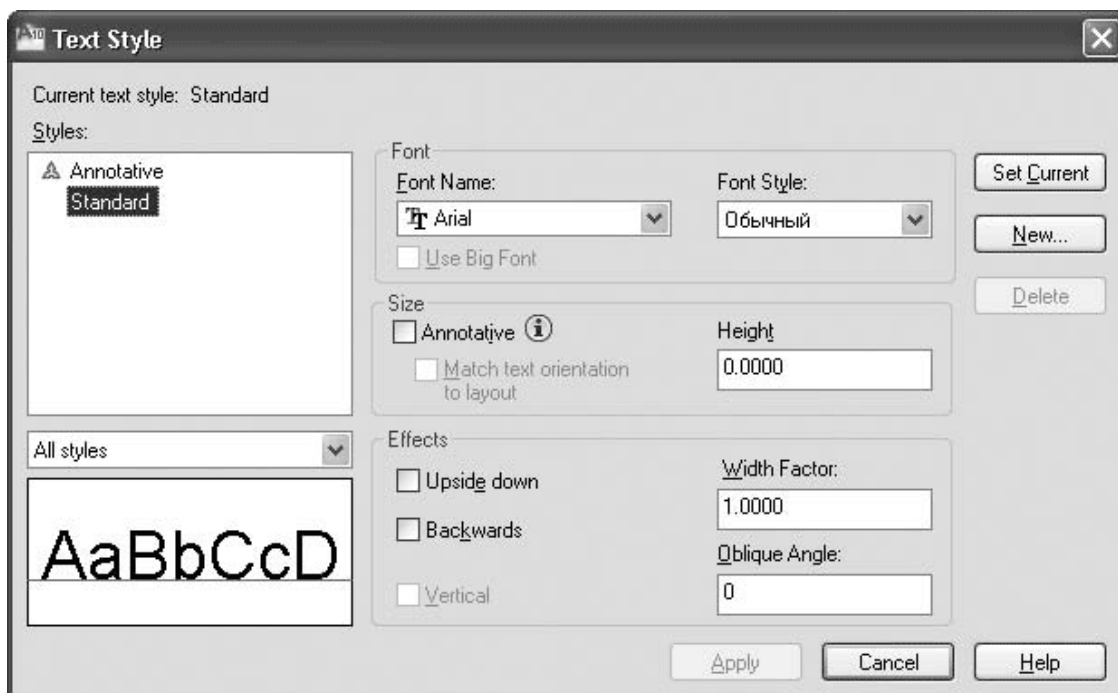 Text Style
Current text style: Standard
Styles:
Annotative
Standard
All styles
AaBbCcD
Font
Font Name:
Arial
Use Big Font
Font Style:
Обычный
Size
Annotative
Match text orientation
to layout
Height
0.0000
Effects
Upside down
Backwards
Vertical
Width Factor:
1.0000
Oblique Angle:
0
Set Current
New...
Delete
Apply
Cancel
Help